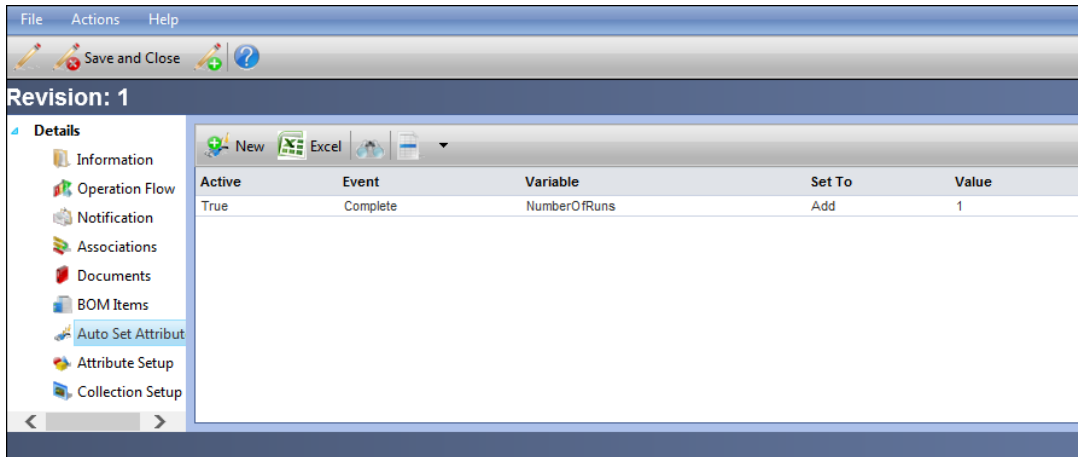 File Actions Help
Save and Close
Revision: 1
Details
Information
Operation Flow
Notification
Associations
Documents
BOM Items
Auto Set Attribut
Attribute Setup
Collection Setup
New Excel
Active Event Variable Set To Value
True Complete NumberOfRuns Add 1